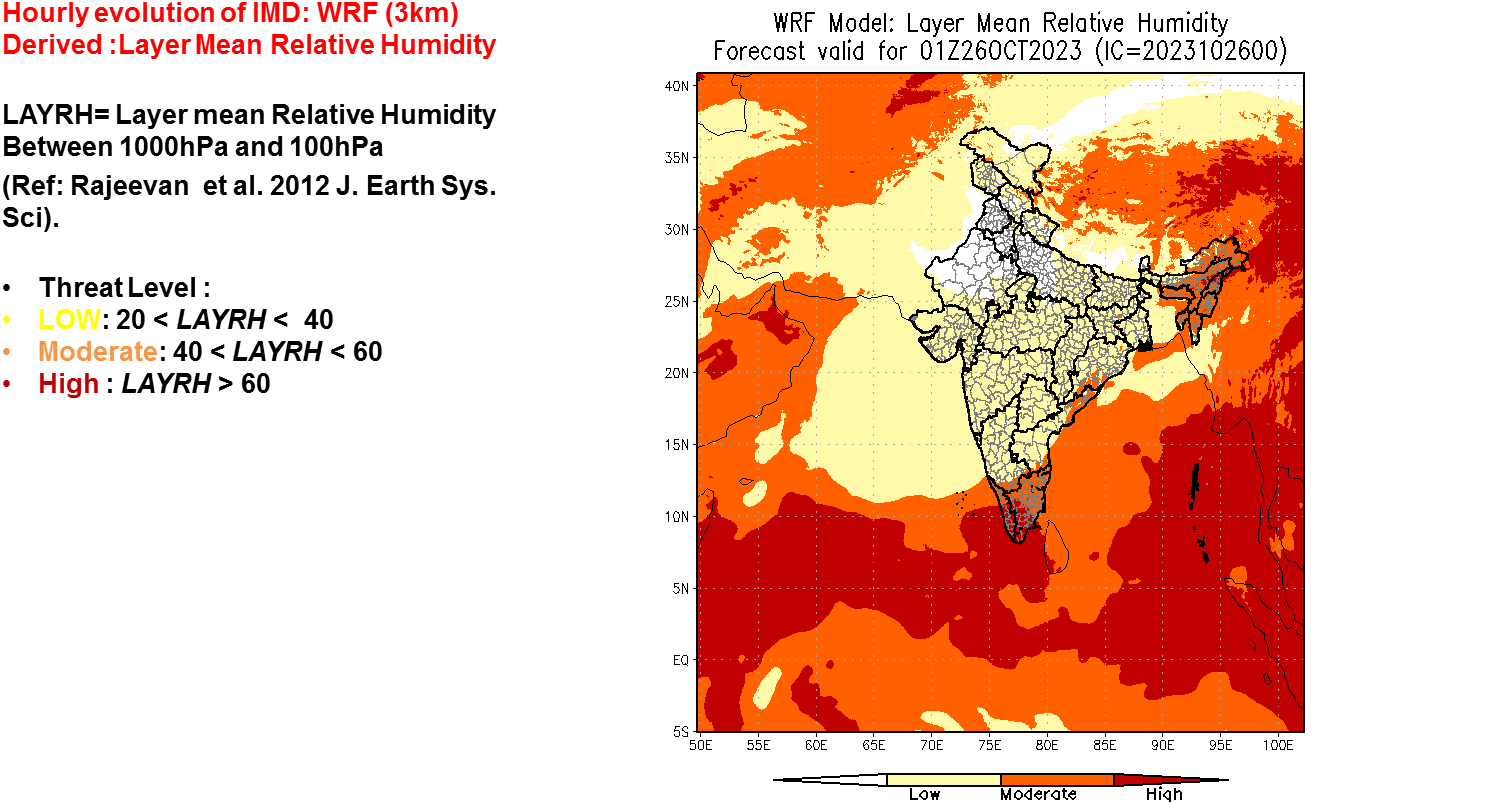 Hourly evolution of IMD: WRF (3km)
Derived :Layer Mean Relative Humidity
LAYRH= Layer mean Relative Humidity
Between 1000hPa and 100hPa
(Ref: Rajeevan et al. 2012 J. Earth Sys.
Sci).
• Threat Level :
• LOW: 20 < LAYRH < 40
• Moderate: 40 < LAYRH < 60
• High : LAYRH > 60
WRF Model: Layer Mean Relative Humidity
Forecast valid for 01Z26OCT2023 (IC=2023102600)
40N
35N
30N
25N
20N
15N
10N
5N
EQ
5S
50E 55E 60E 65E 70E 75E 80E 85E 90E 95E 100E
Low Moderate High